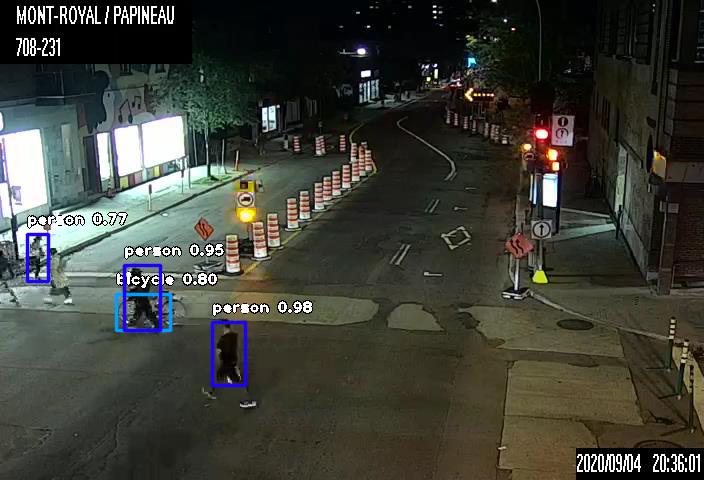 MONT-ROYAL / PAPINEAU
708-231
person 0.77
person 0.95
bicycle 0.80
person 0.98
2020/09/04 20:36:01